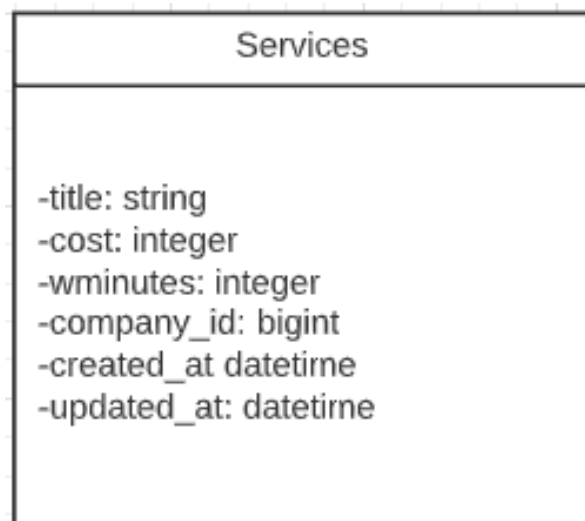 Services
-title: string
-cost: integer
-wminutes: integer
-company_id: bigint
-created_at datetirne
-updated_at: datetirne